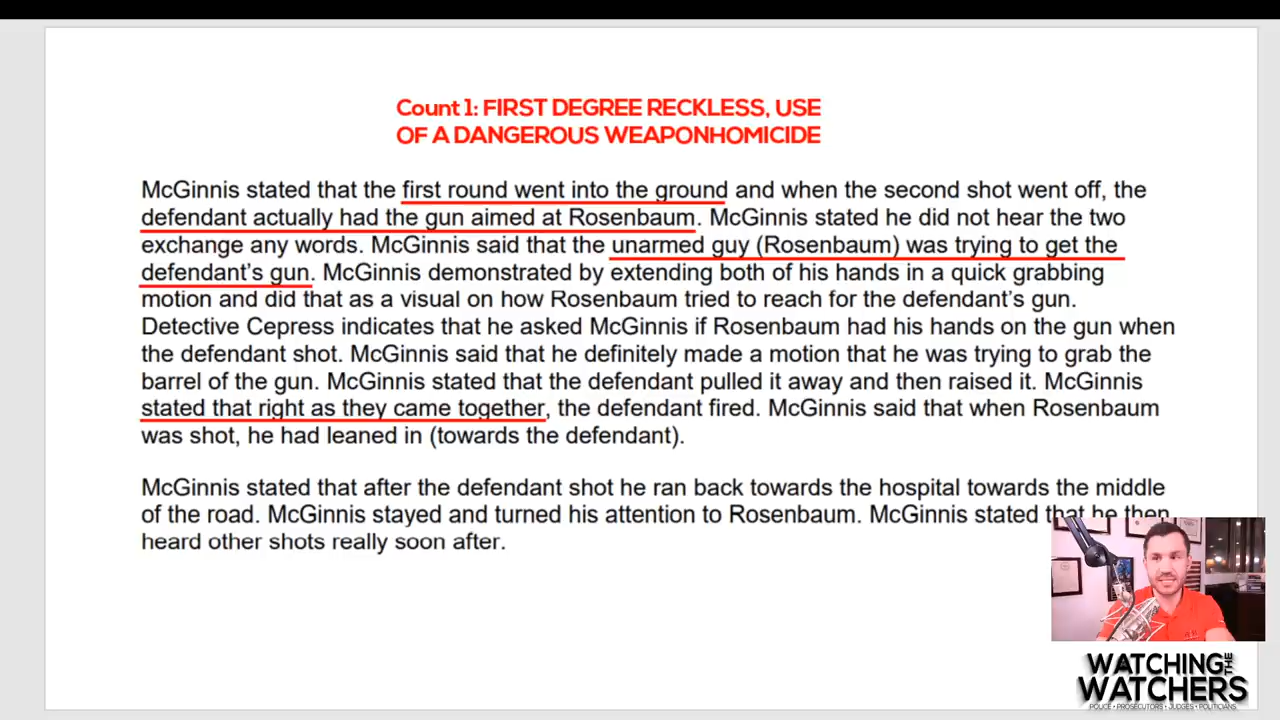 Count 1: FIRST DEGREE RECKLESS, USE
OF A DANGEROUS WEAPONHOMICIDE
McGinnis stated that the first round went into the ground and when the second shot went off, the
defendant actually had the gun aimed at Rosenbaum. McGinnis stated he did not hear the two
exchange any words. McGinnis said that the unarmed guy (Rosenbaum) was trying to get the
defendant's gun. McGinnis demonstrated by extending both of his hands in a quick grabbing
motion and did that as a visual on how Rosenbaum tried to reach for the defendant's gun.
Detective Cepress indicates that he asked McGinnis if Rosenbaum had his hands on the gun when
the defendant shot. McGinnis said that he definitely made a motion that he was trying to grab the
barrel of the gun. McGinnis stated that the defendant pulled it away and then raised it. McGinnis
stated that right as they came together, the defendant fired. McGinnis said that when Rosenbaum
was shot, he had leaned in (towards the defendant).
McGinnis stated that after the defendant shot he ran back towards the hospital towards the middle
of the road. McGinnis stayed and turned his attention to Rosenbaum. McGinnis stated that he then
heard other shots really soon after.
WATCHING THE
WATCHERS
POLICE • PROSECUTORS • JUDGES • POLITICIANS